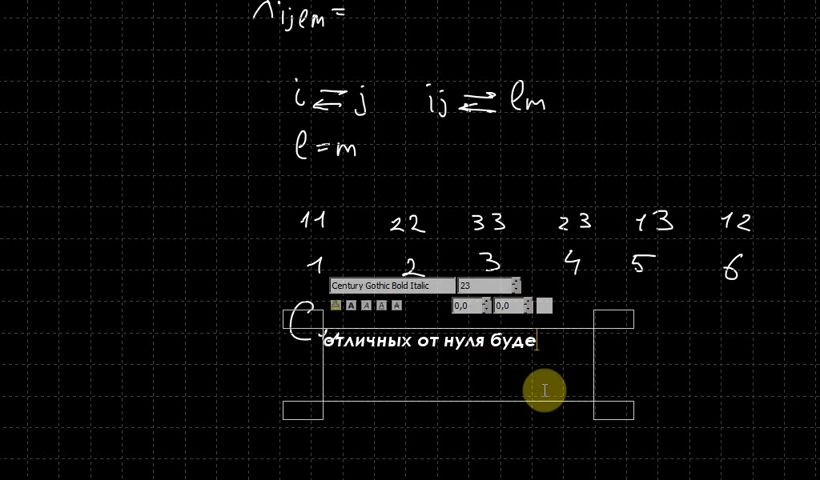 λijlm=
i ⇄ j ij ⇄ lm
l = m
11 22 33 23 13 12
1 2 3 4 5 6
Century Gothic Bold Italic 23
A A A A 0,0 0,0
C
отличных от нуля буде